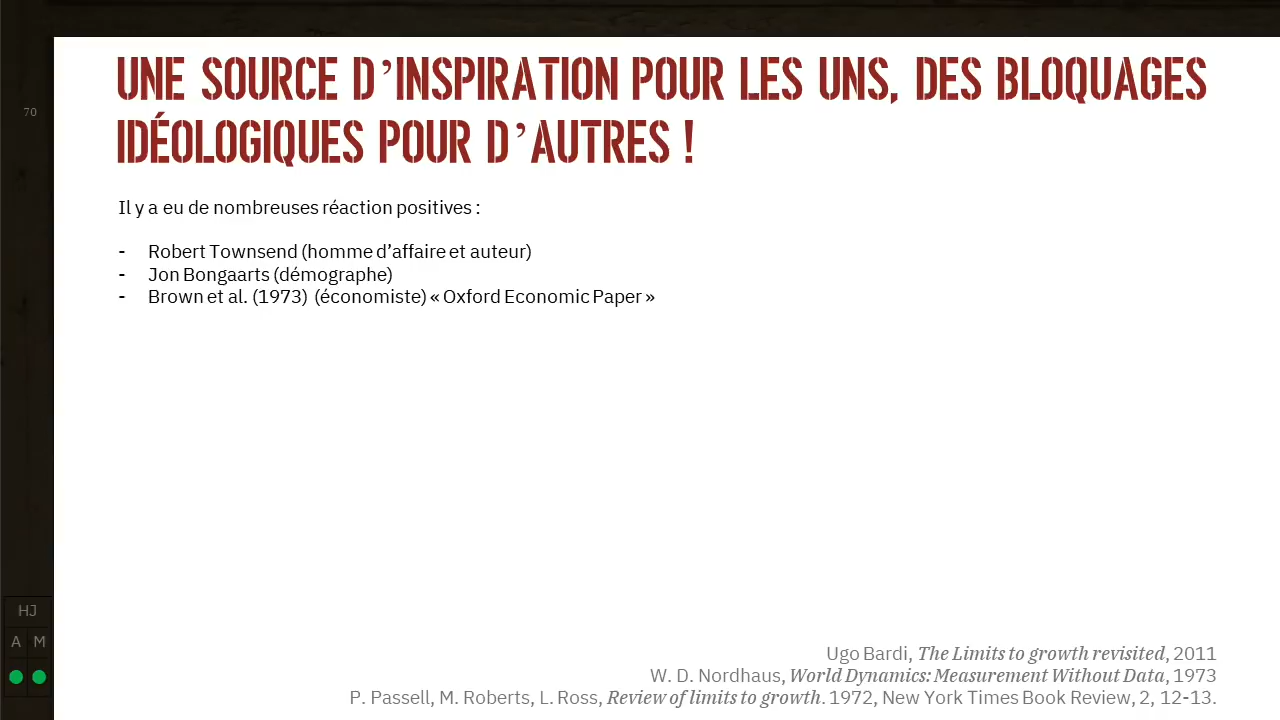 UNE SOURCE D’INSPIRATION POUR LES UNS, DES BLOQUAGES
IDÉOLOGIQUES POUR D’AUTRES !
70
Il y a eu de nombreuses réaction positives :
- Robert Townsend (homme d’affaire et auteur)
- Jon Bongaarts (démographe)
- Brown et al. (1973) (économiste) « Oxford Economic Paper »
HJ
A M
Ugo Bardi, The Limits to growth revisited, 2011
W. D. Nordhaus, World Dynamics: Measurement Without Data, 1973
P. Passell, M. Roberts, L. Ross, Review of limits to growth. 1972, New York Times Book Review, 2, 12-13.